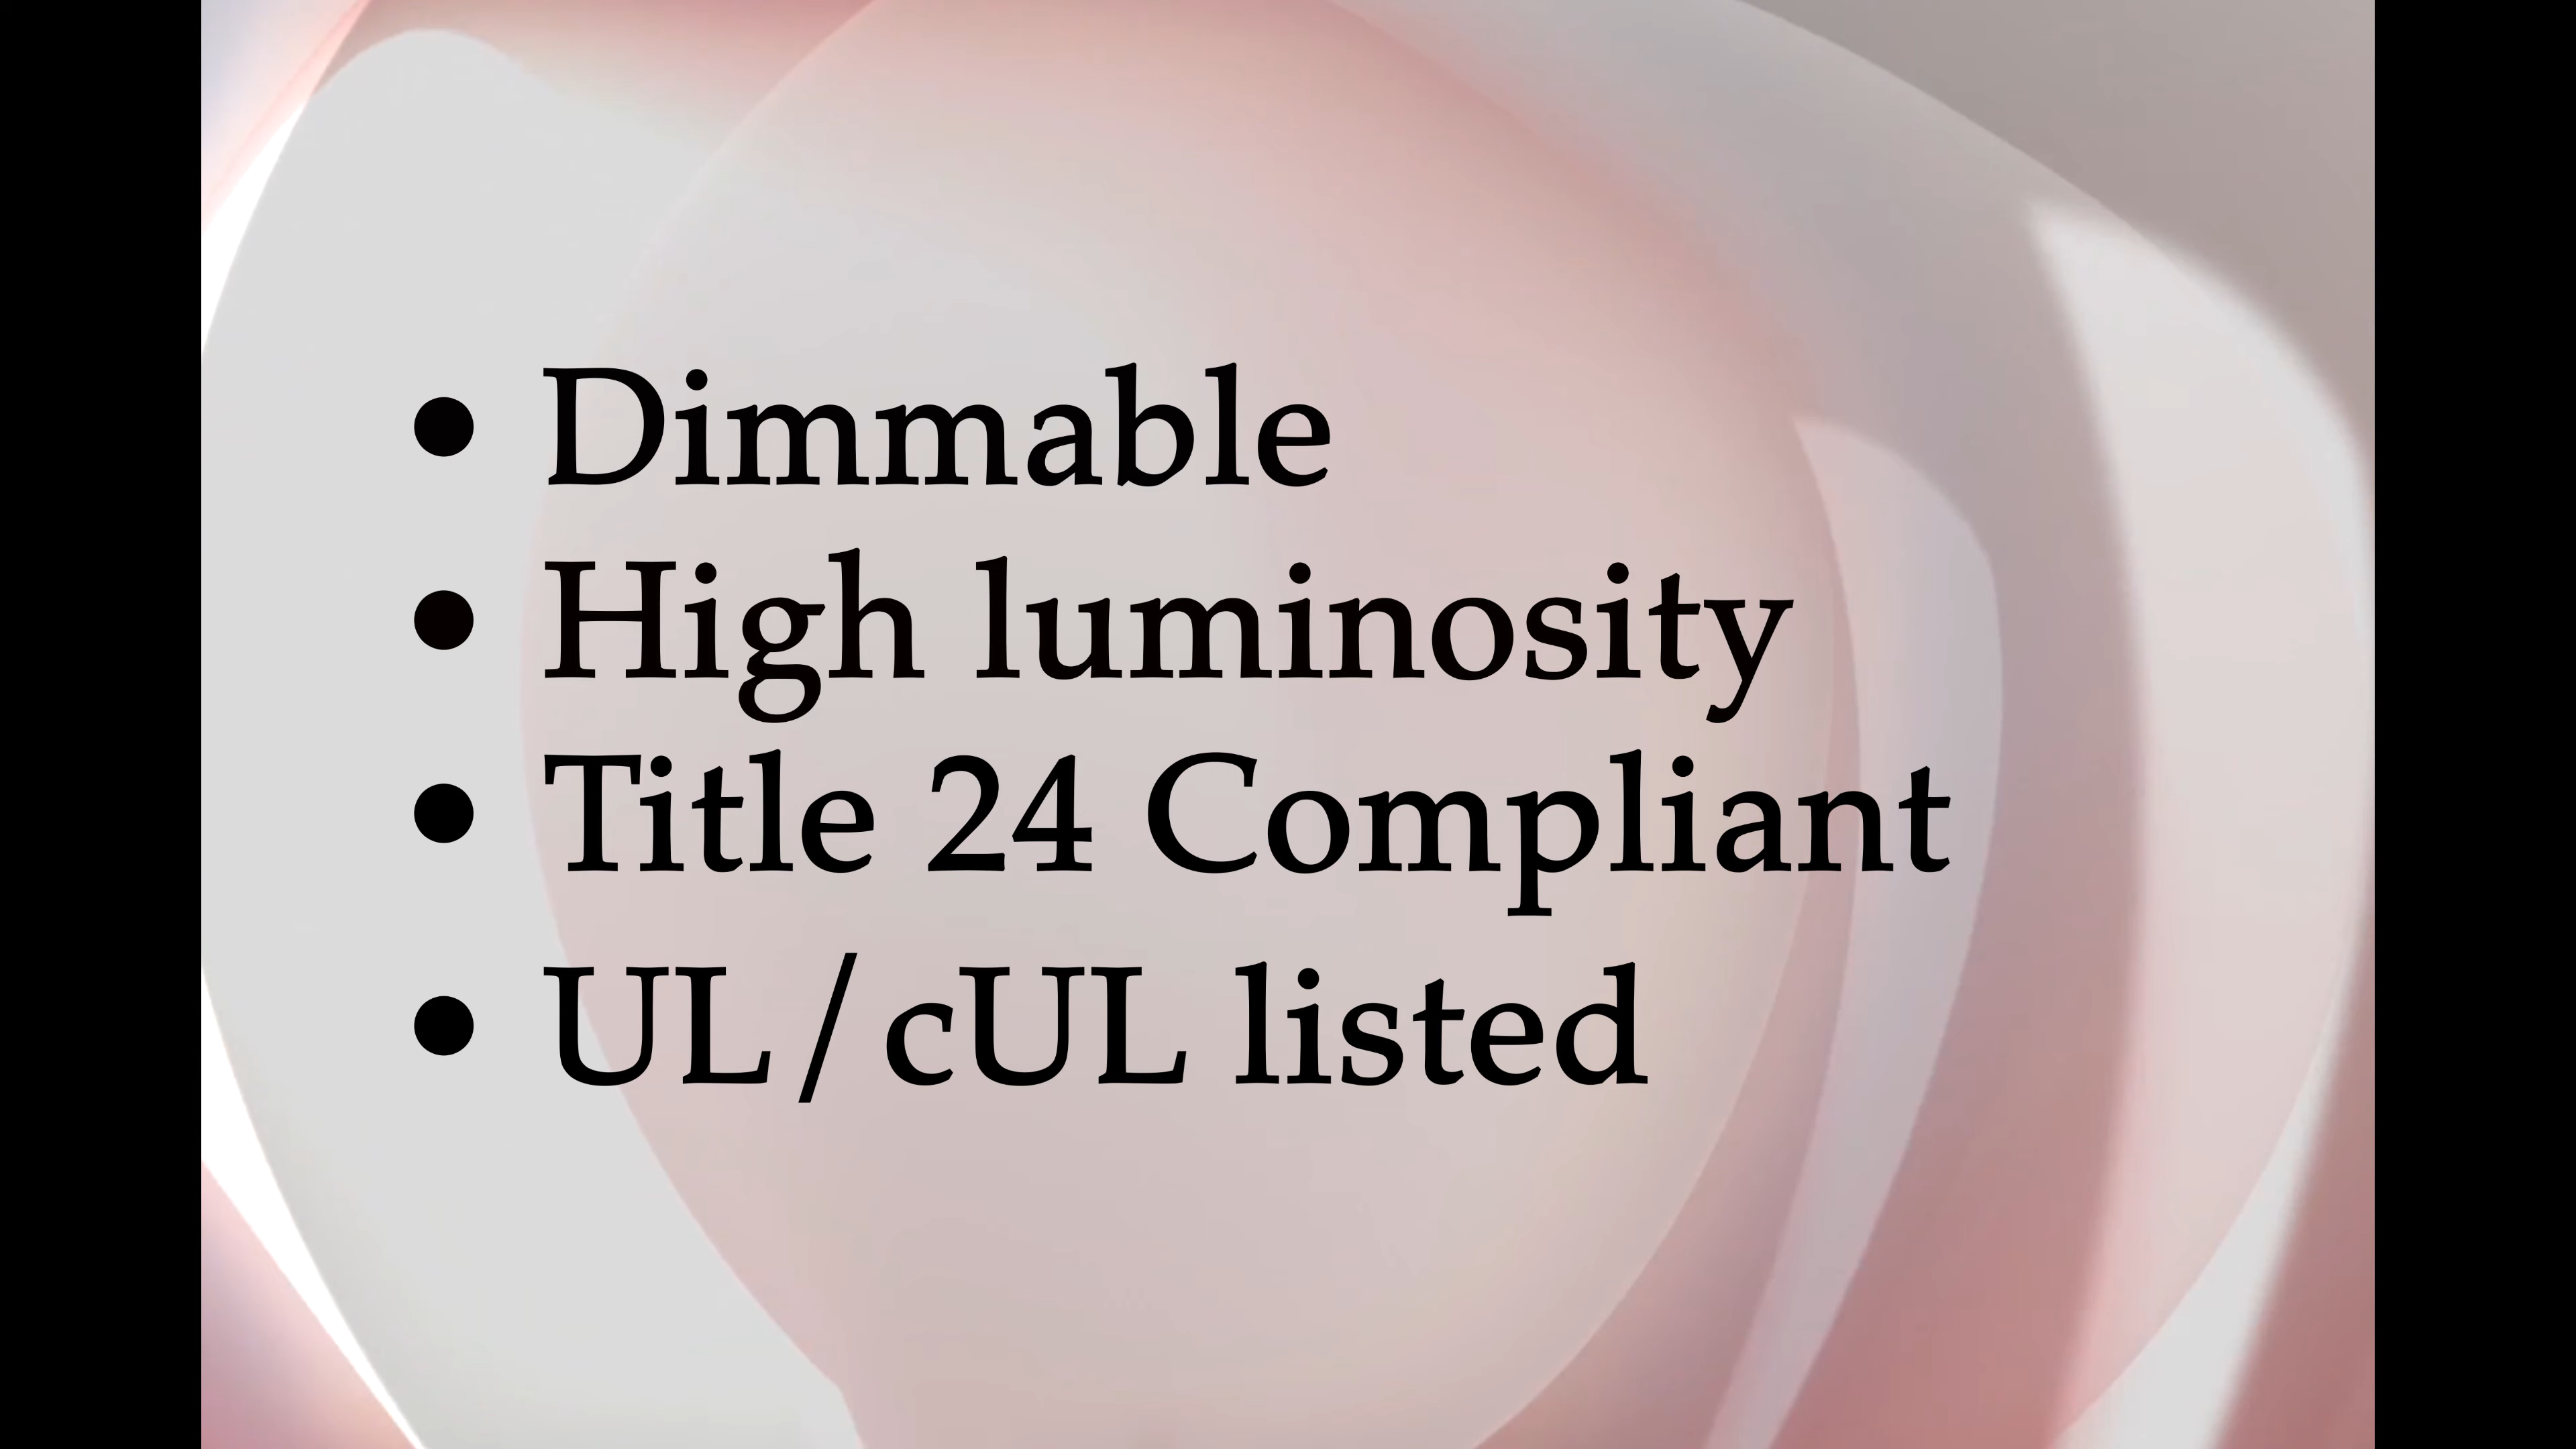 • Dimmable
• High luminosity
• Title 24 Compliant
• UL/cUL listed